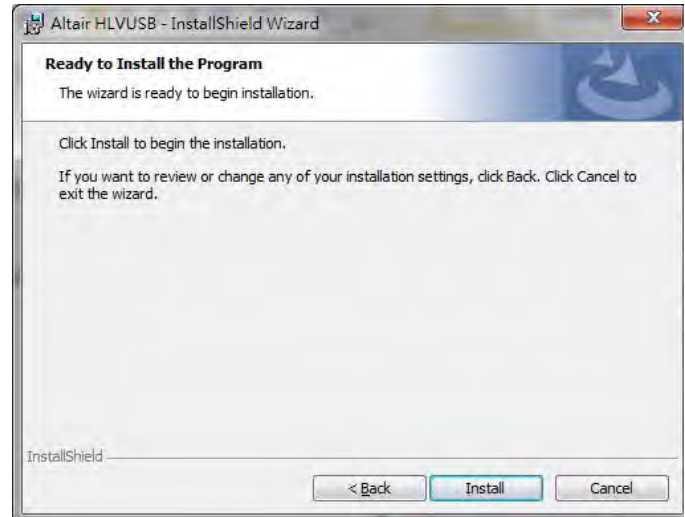 Altair HLVUSB - InstallShield Wizard
Ready to Install the Program
The wizard is ready to begin installation.
Click Install to begin the installation.
If you want to review or change any of your installation settings, click Back. Click Cancel to
exit the wizard.
InstallShield
< Back
Install
Cancel